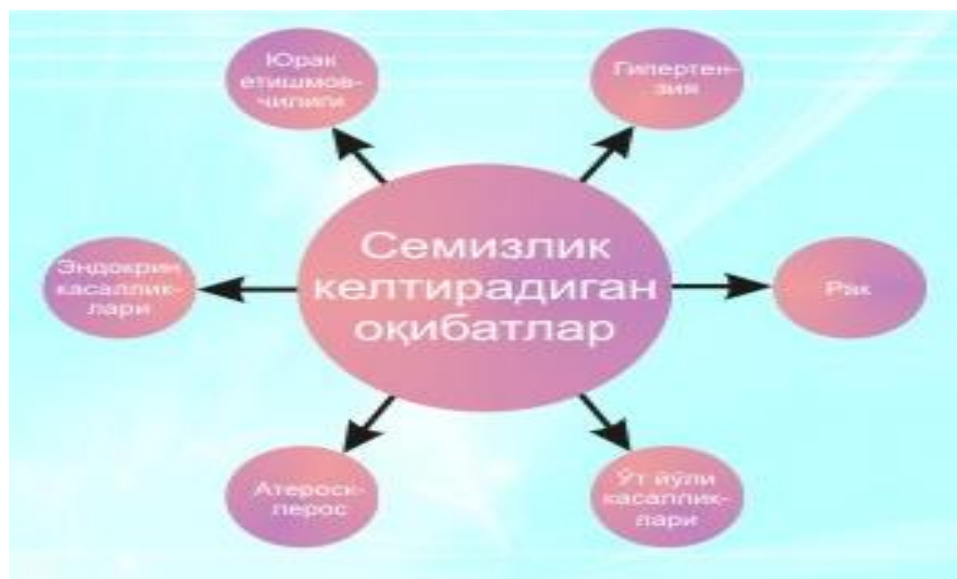 Юрак
етишмов-
чилиги
Гипертен-
зия
Семизлик
келтирадиган
оқибатлар
Эндокрин
касаллик-
лари
Рак
Атероск-
лерос
Ўт йўли
касаллик-
лари